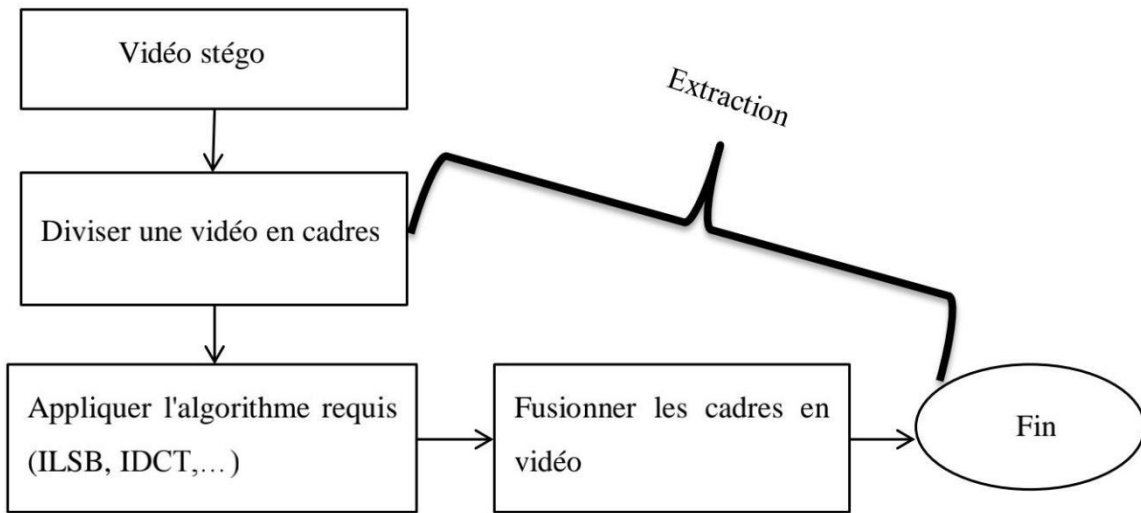 Vidéo stégo
Extraction
Diviser une vidéo en cadres
Appliquer l'algorithme requis
(ILSB, IDCT,…)
Fusionner les cadres en
vidéo
Fin